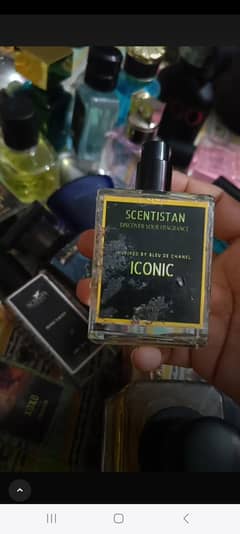 SCENTISTAN
DISCOVER YOUR FRAGRANCE
INSPIRED BY BLEU DE CHANEL
ICONIC